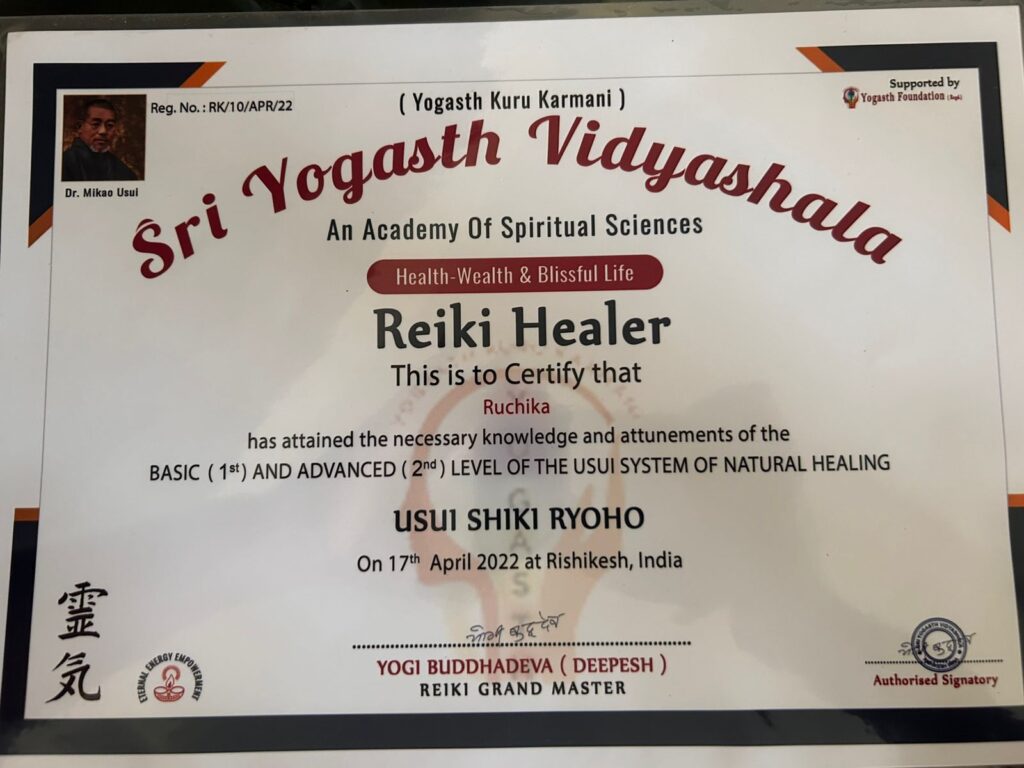 Reg. No. : RK/10/APR/22
Dr. Mikao Usui
( Yogasth Kuru Karmani )
Supported by
Yogasth Foundation
Sri Yogasth Vidyashala
An Academy Of Spiritual Sciences
Health-Wealth & Blissful Life
Reiki Healer
This is to Certify that
Ruchika
has attained the necessary knowledge and attunements of the
BASIC ( 1st) AND ADVANCED ( 2nd ) LEVEL OF THE USUI SYSTEM OF NATURAL HEALING
USUI SHIKI RYOHO
On 17th April 2022 at Rishikesh, India
霊
気
ETERNAL ENERGY EMPOWERMENT
YOGI BUDDHADEVA ( DEEPESH )
REIKI GRAND MASTER
Authorised Signatory